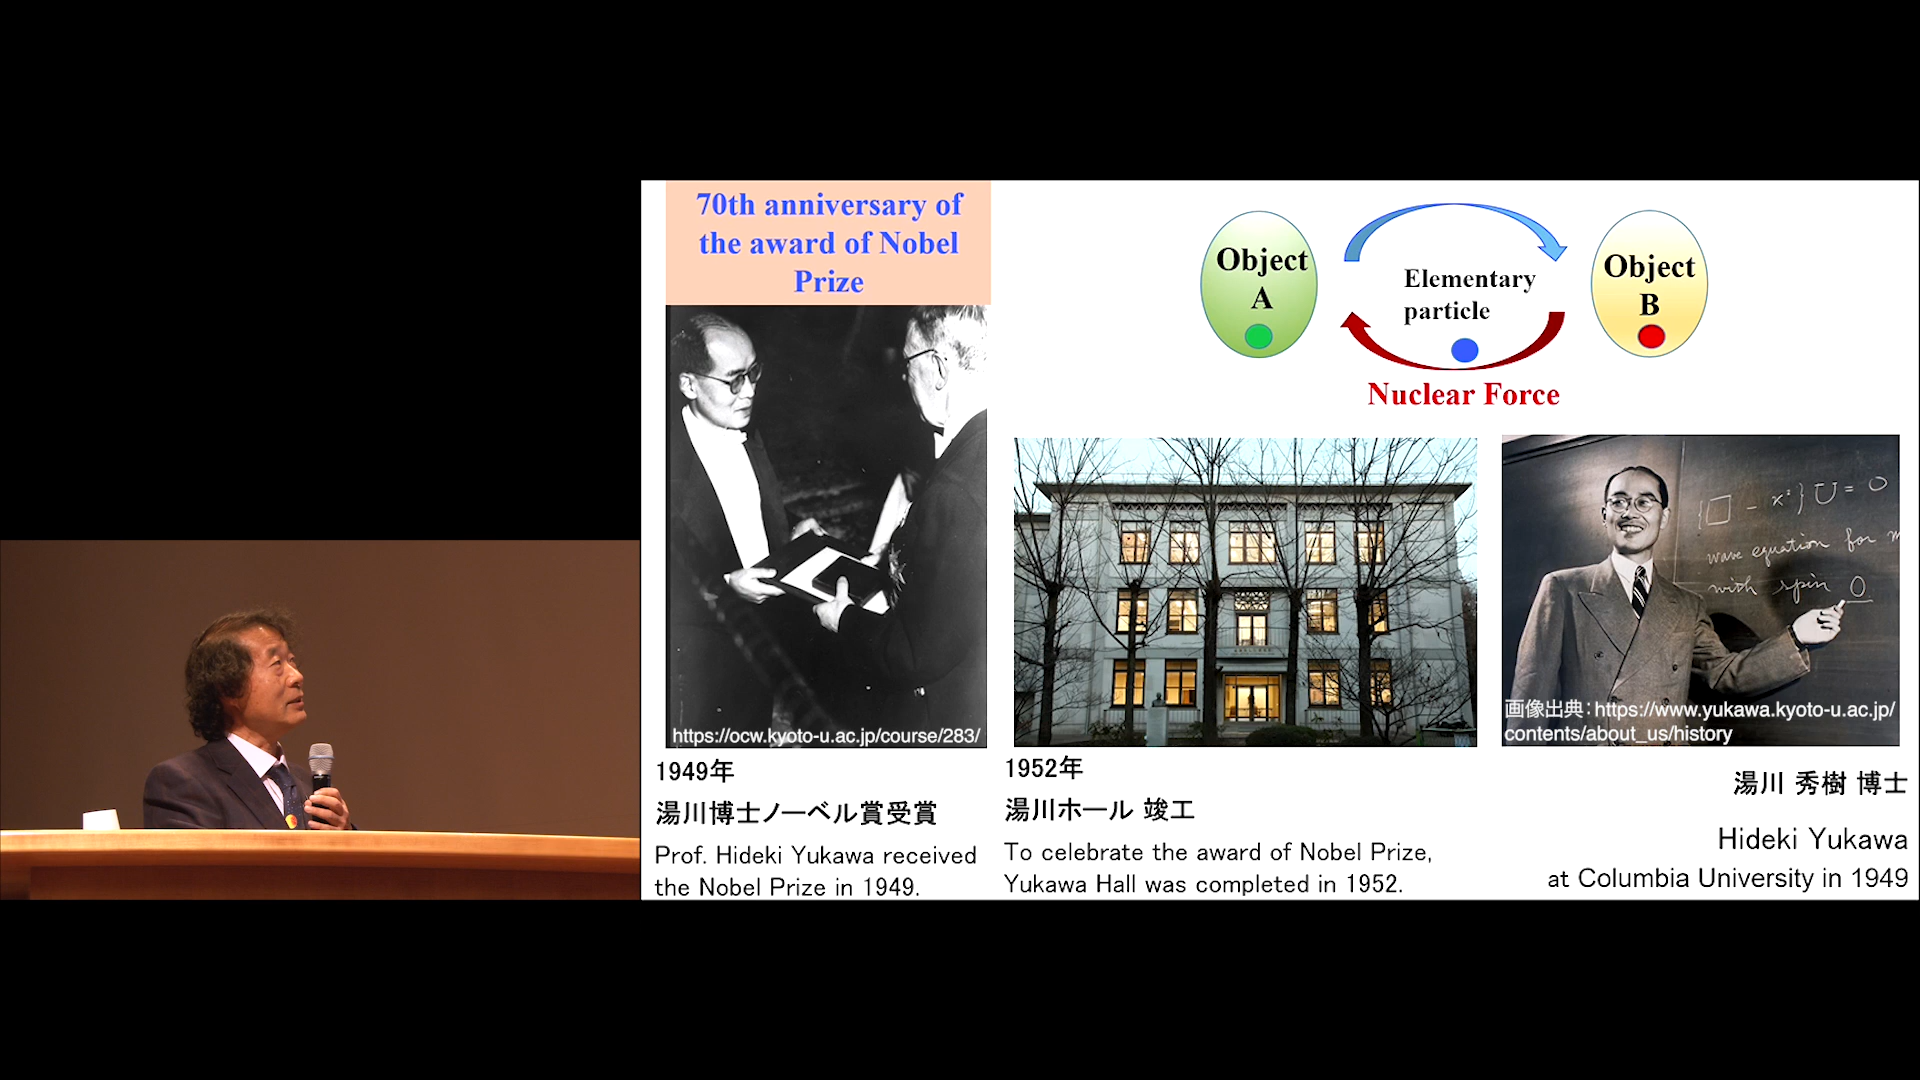 70th anniversary of
the award of Nobel
Prize
Object
A
Elementary
particle
Object
B
Nuclear Force
https://ocw.kyoto-u.ac.jp/course/283/
{□ - κ²} U = 0
wave equation for m
with spin 0
画像出典：https://www.yukawa.kyoto-u.ac.jp/
contents/about_us/history
1949年
湯川博士ノーベル賞受賞
Prof. Hideki Yukawa received
the Nobel Prize in 1949.
1952年
湯川ホール 竣工
To celebrate the award of Nobel Prize,
Yukawa Hall was completed in 1952.
湯川 秀樹 博士
Hideki Yukawa
at Columbia University in 1949